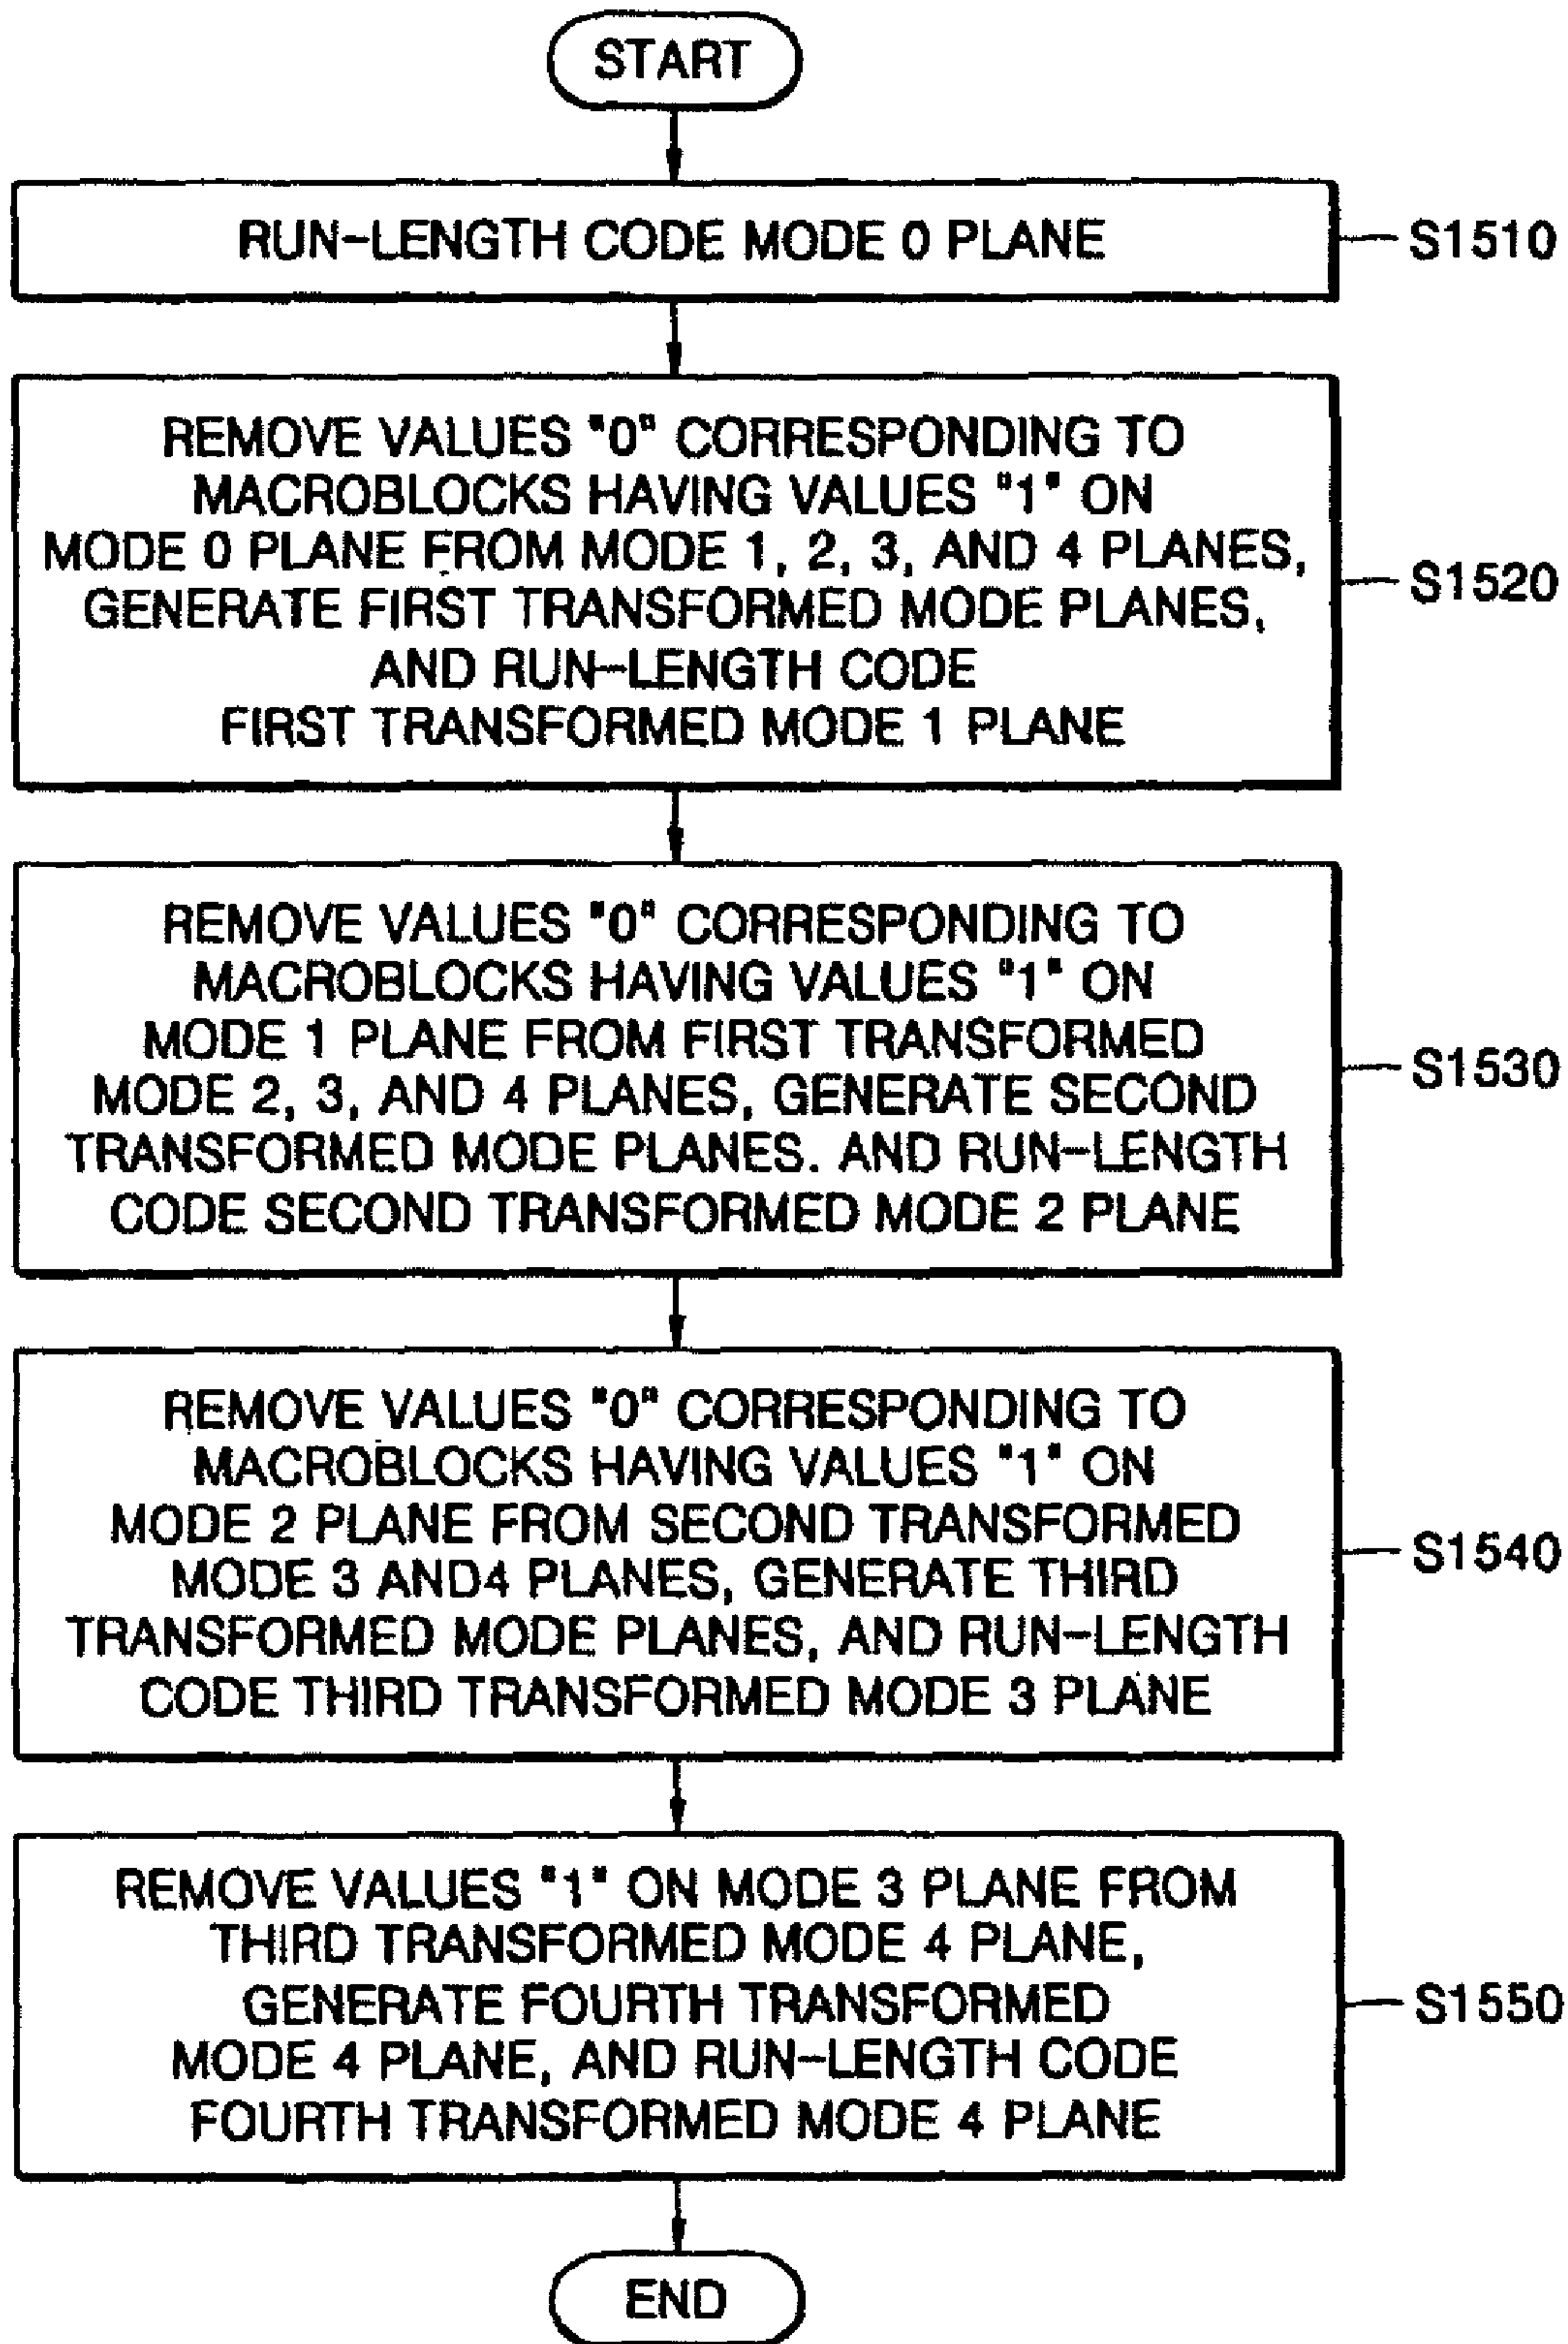 START
RUN-LENGTH CODE MODE 0 PLANE
S1510
REMOVE VALUES "0" CORRESPONDING TO
MACROBLOCKS HAVING VALUES "1" ON
MODE 0 PLANE FROM MODE 1, 2, 3, AND 4 PLANES,
GENERATE FIRST TRANSFORMED MODE PLANES,
AND RUN-LENGTH CODE
FIRST TRANSFORMED MODE 1 PLANE
S1520
REMOVE VALUES "0" CORRESPONDING TO
MACROBLOCKS HAVING VALUES "1" ON
MODE 1 PLANE FROM FIRST TRANSFORMED
MODE 2, 3, AND 4 PLANES, GENERATE SECOND
TRANSFORMED MODE PLANES. AND RUN-LENGTH
CODE SECOND TRANSFORMED MODE 2 PLANE
S1530
REMOVE VALUES "0" CORRESPONDING TO
MACROBLOCKS HAVING VALUES "1" ON
MODE 2 PLANE FROM SECOND TRANSFORMED
MODE 3 AND4 PLANES, GENERATE THIRD
TRANSFORMED MODE PLANES, AND RUN-LENGTH
CODE THIRD TRANSFORMED MODE 3 PLANE
S1540
REMOVE VALUES "1" ON MODE 3 PLANE FROM
THIRD TRANSFORMED MODE 4 PLANE,
GENERATE FOURTH TRANSFORMED
MODE 4 PLANE, AND RUN-LENGTH CODE
FOURTH TRANSFORMED MODE 4 PLANE
S1550
END